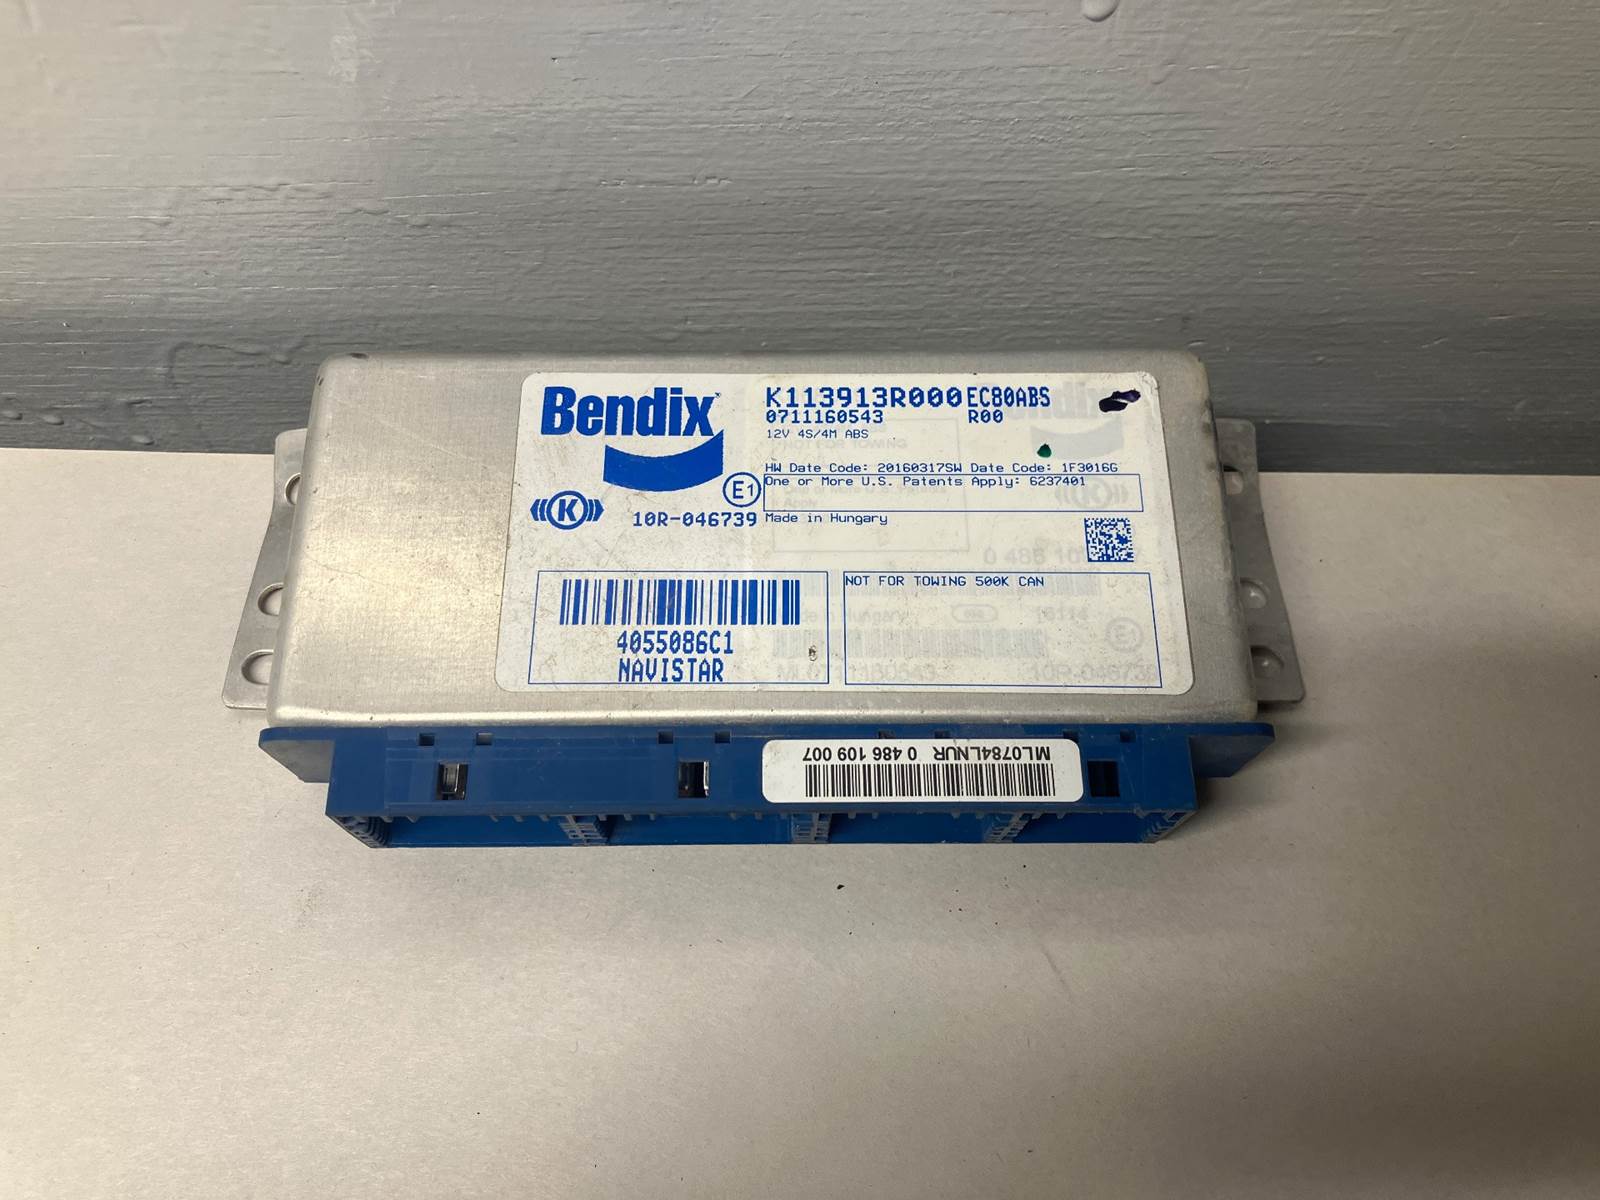 Bendix
K113913R000 EC80ABS
0711160543 R00
12V 4S/4M ABS
HW Date Code: 20160317SW Date Code: 1F3016G
One or More U.S. Patents Apply: 6237401
E1
K
10R-046739 Made in Hungary
4055086C1
NAVISTAR
NOT FOR TOWING 500K CAN
ML0784LNUR 0 486 109 007